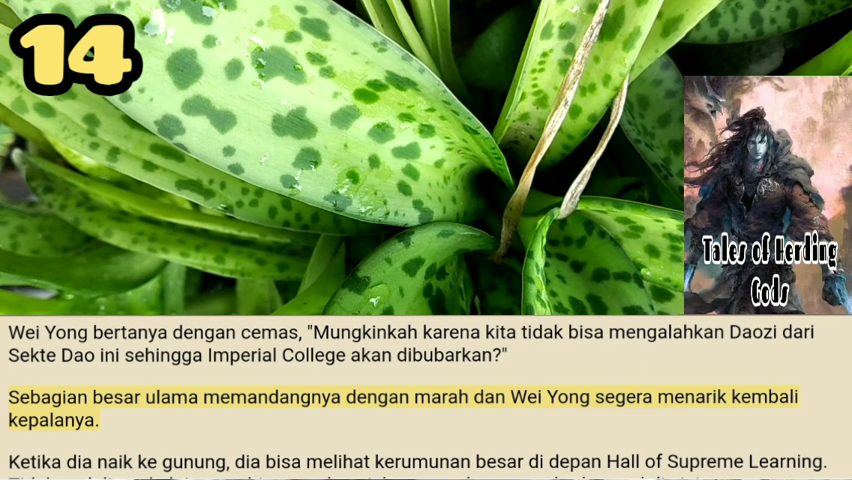 14
Tales of Herding
Gods
Wei Yong bertanya dengan cemas, "Mungkinkah karena kita tidak bisa mengalahkan Daozi dari
Sekte Dao ini sehingga Imperial College akan dibubarkan?"
Sebagian besar ulama memandangnya dengan marah dan Wei Yong segera menarik kembali
kepalanya.
Ketika dia naik ke gunung, dia bisa melihat kerumunan besar di depan Hall of Supreme Learning.